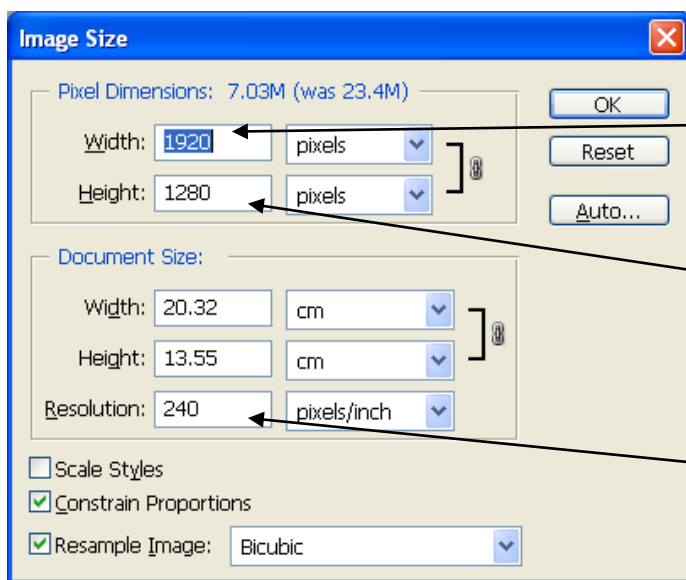 Image Size
Pixel Dimensions: 7.03M (was 23.4M)
OK
Width: 1920 pixels
Reset
Height: 1280 pixels
Auto...
Document Size:
Width: 20.32 cm
Height: 13.55 cm
Resolution: 240 pixels/inch
Scale Styles
Constrain Proportions
Resample Image: Bicubic